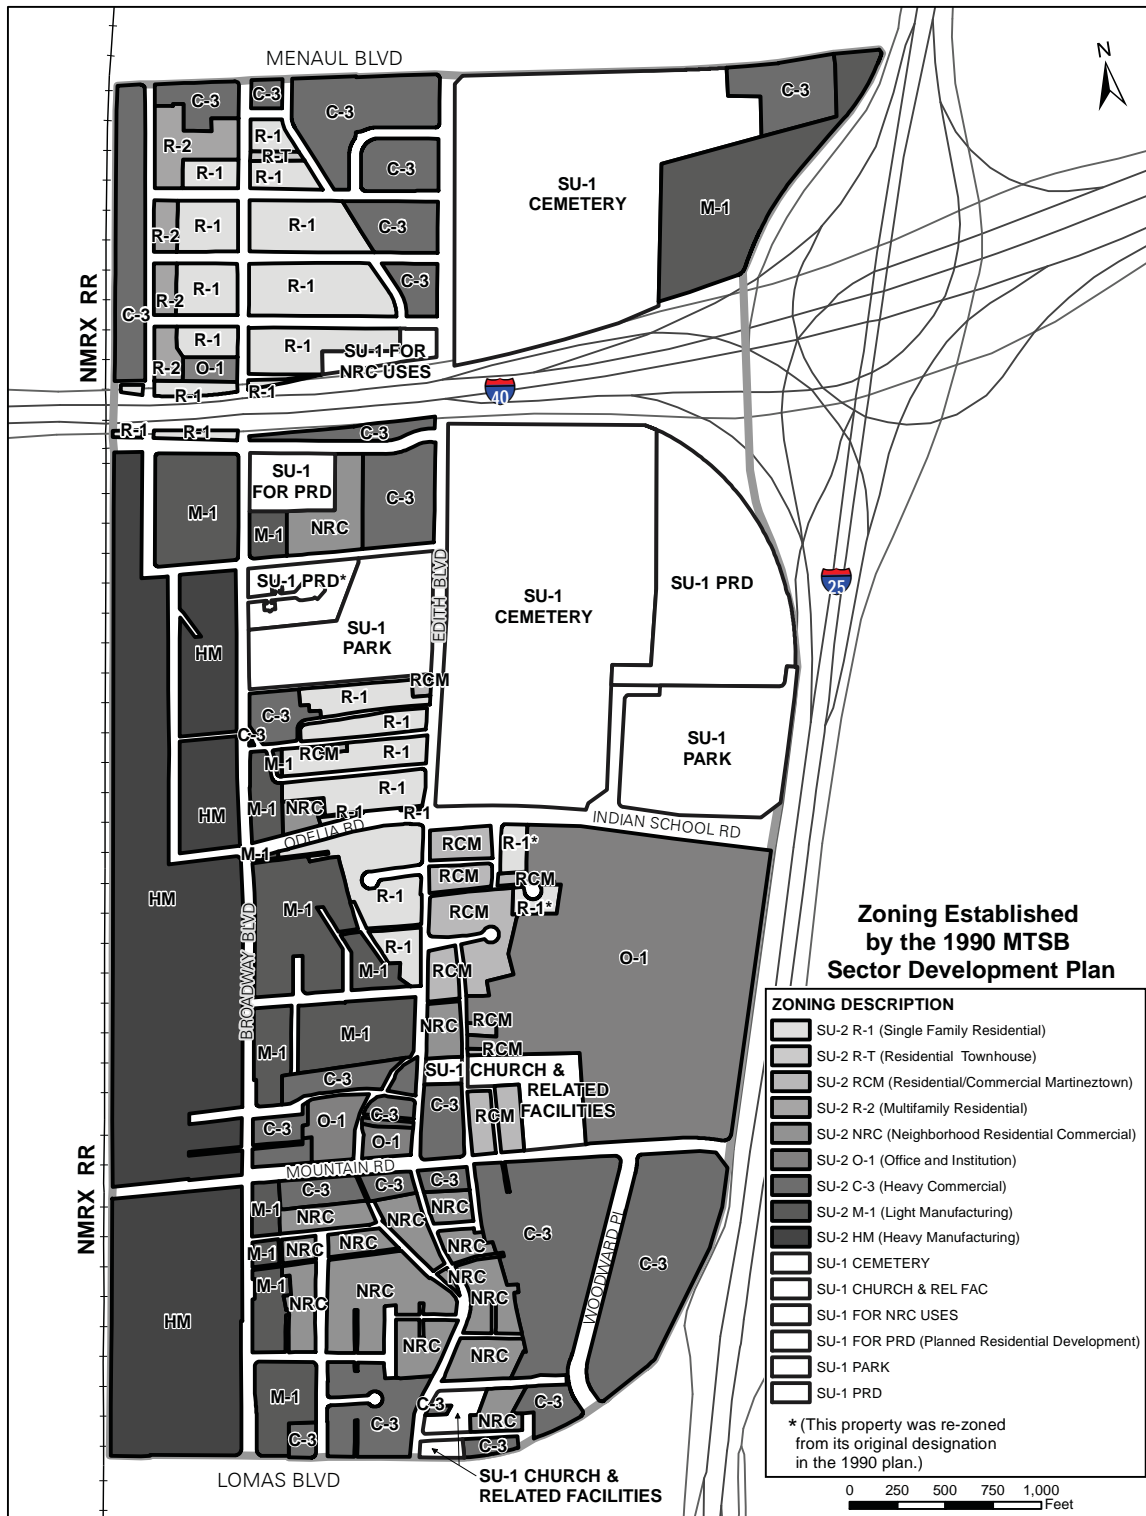 MENAUL BLVD
N
C-3
C-3
C-3
C-3
R-1
R-2
R-T
R-1
R-1
C-3
SU-1
CEMETERY
M-1
R-2
R-1
R-1
C-3
NMRX RR
C-3
R-2
R-1
R-1
C-3
R-1
R-1
SU-1 FOR
NRC USES
R-2
O-1
R-1
R-1
40
R-1
R-1
C-3
SU-1
FOR PRD
M-1
C-3
M-1
NRC
EDITH BLVD
SU-1 PRD*
SU-1
PARK
SU-1
CEMETERY
SU-1 PRD
25
HM
RCM
R-1
C-3
R-1
C-3
RCM
R-1
M-1
SU-1
PARK
R-1
HM
M-1
NRC
R-1
R-1
ODELIA RD
INDIAN SCHOOL RD
M-1
RCM
R-1*
RCM
RCM
R-1
R-1*
HM
M-1
RCM
BROADWAY BLVD
R-1
O-1
M-1
RCM
NRC
RCM
M-1
M-1
RCM
SU-1 CHURCH &
RELATED
FACILITIES
C-3
C-3
C-3
RCM
C-3
O-1
O-1
NMRX RR
MOUNTAIN RD
C-3
C-3
C-3
M-1
NRC
NRC
NRC
C-3
WOODWARD PL
C-3
M-1
NRC
NRC
NRC
NRC
M-1
NRC
NRC
NRC
HM
NRC
NRC
M-1
C-3
C-3
C-3
NRC
C-3
C-3
LOMAS BLVD
SU-1 CHURCH &
RELATED FACILITIES
Zoning Established
by the 1990 MTSB
Sector Development Plan
ZONING DESCRIPTION
SU-2 R-1 (Single Family Residential)
SU-2 R-T (Residential Townhouse)
SU-2 RCM (Residential/Commercial Martineztown)
SU-2 R-2 (Multifamily Residential)
SU-2 NRC (Neighborhood Residential Commercial)
SU-2 O-1 (Office and Institution)
SU-2 C-3 (Heavy Commercial)
SU-2 M-1 (Light Manufacturing)
SU-2 HM (Heavy Manufacturing)
SU-1 CEMETERY
SU-1 CHURCH & REL FAC
SU-1 FOR NRC USES
SU-1 FOR PRD (Planned Residential Development)
SU-1 PARK
SU-1 PRD
* (This property was re-zoned
from its original designation
in the 1990 plan.)
0 250 500 750 1,000
Feet